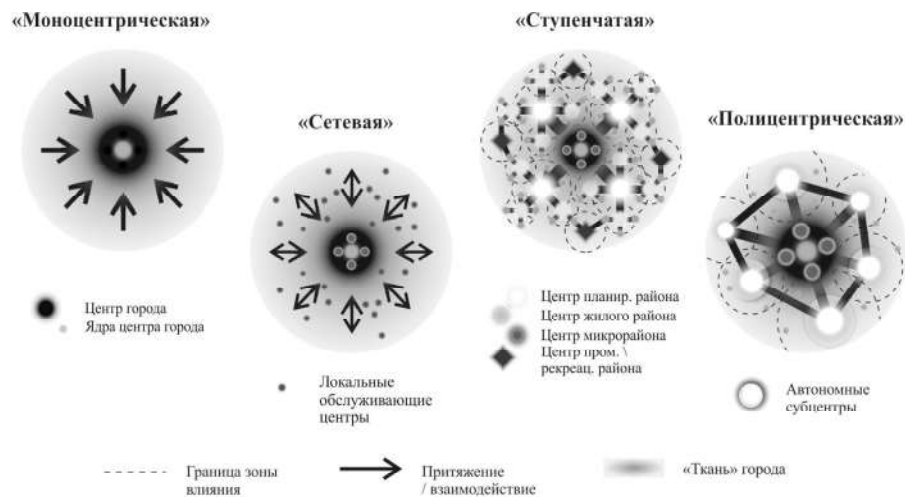 «Моноцентрическая»
«Сетевая»
«Ступенчатая»
«Полицентрическая»
Центр города
Ядра центра города
Локальные
обслуживающие
центры
Центр планир. района
Центр жилого района
Центр микрорайона
Центр пром. \
рекреац. района
Автономные
субцентры
Граница зоны
влияния
Притяжение
/ взаимодействие
«Ткань» города